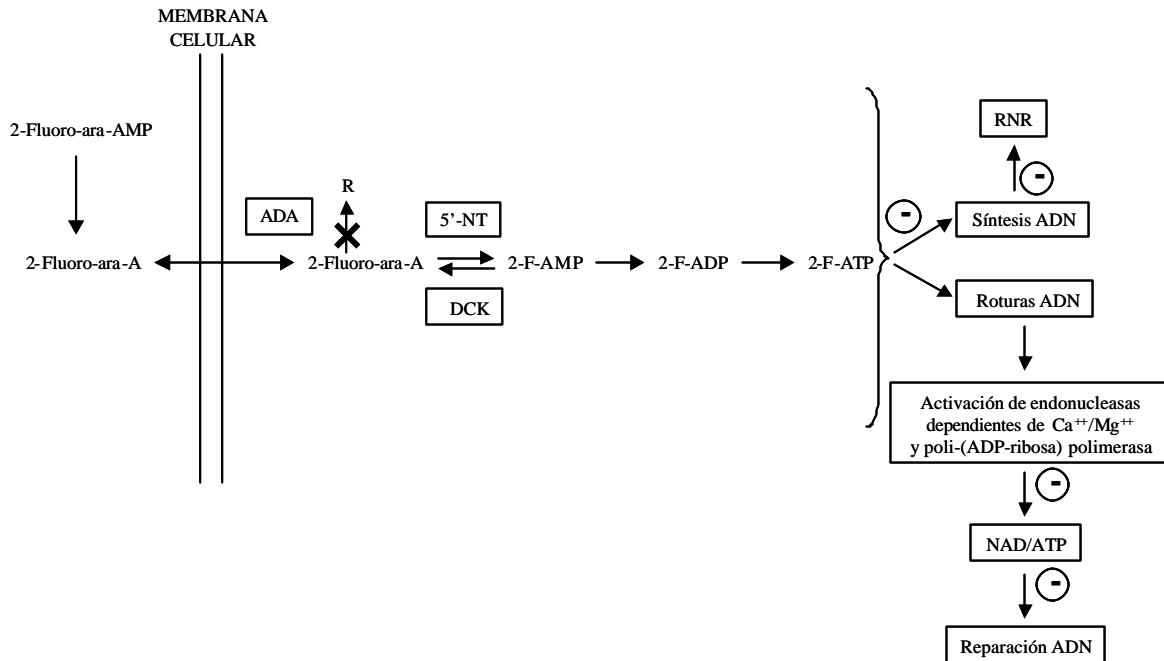 MEMBRANA
CELULAR
2-Fluoro-ara-AMP
RNR
-
R
ADA
5’-NT
-
Síntesis ADN
2-Fluoro-ara-A
2-Fluoro-ara-A
2-F-AMP
2-F-ADP
2-F-ATP
DCK
Roturas ADN
Activación de endonucleasas
dependientes de Ca⁺⁺/Mg⁺⁺
y poli-(ADP-ribosa) polimerasa
-
NAD/ATP
-
Reparación ADN